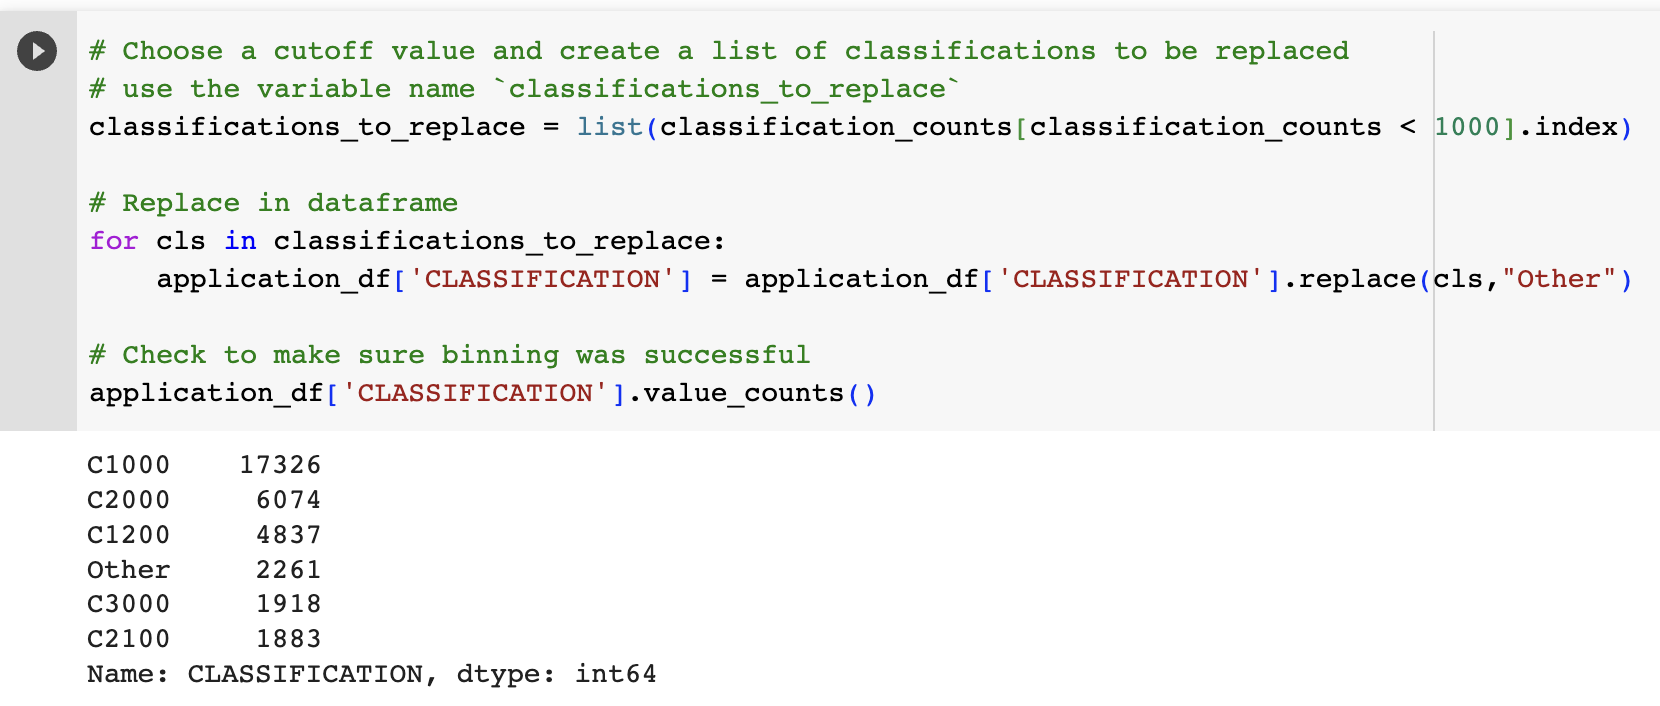 # Choose a cutoff value and create a list of classifications to be replaced
# use the variable name `classifications_to_replace`
classifications_to_replace = list(classification_counts[classification_counts < 1000].index)
# Replace in dataframe
for cls in classifications_to_replace:
    application_df['CLASSIFICATION'] = application_df['CLASSIFICATION'].replace(cls,"Other")
# Check to make sure binning was successful
application_df['CLASSIFICATION'].value_counts()
C1000    17326
C2000     6074
C1200     4837
Other     2261
C3000     1918
C2100     1883
Name: CLASSIFICATION, dtype: int64